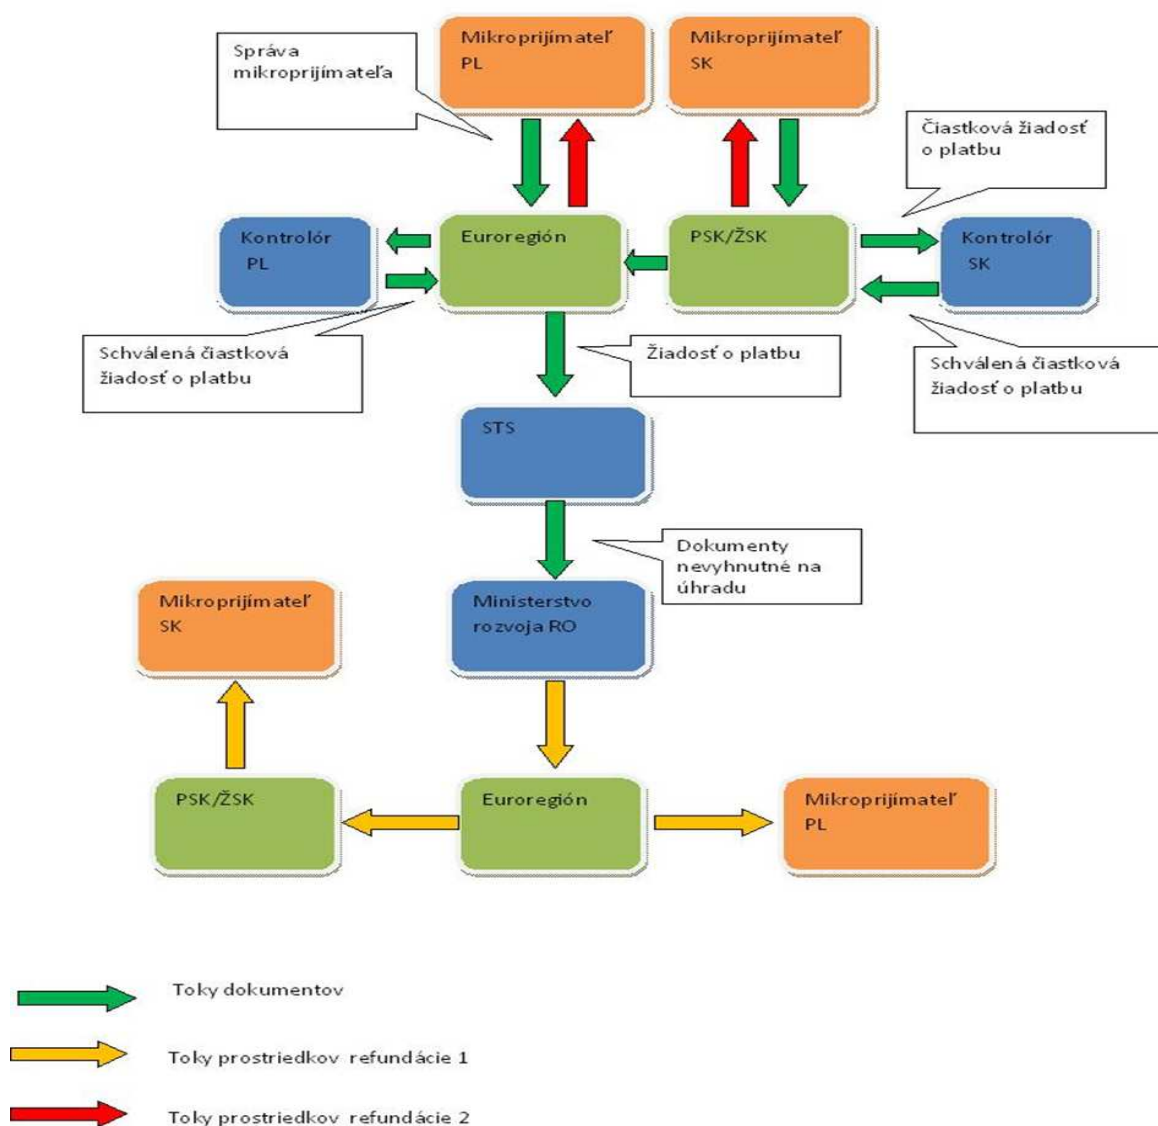 Správa
mikroprijímateľa
Mikroprijímateľ
PL
Mikroprijímateľ
SK
Čiastková žiadosť
o platbu
Kontrolór
PL
Euroregión
PSK/ŽSK
Kontrolór
SK
Schválená čiastková
žiadosť o platbu
Žiadosť o platbu
Schválená čiastková
žiadosť o platbu
STS
Dokumenty
nevyhnutné na
úhradu
Mikroprijímateľ
SK
Ministerstvo
rozvoja RO
PSK/ŽSK
Euroregión
Mikroprijímateľ
PL
Toky dokumentov
Toky prostriedkov refundácie 1
Toky prostriedkov refundácie 2